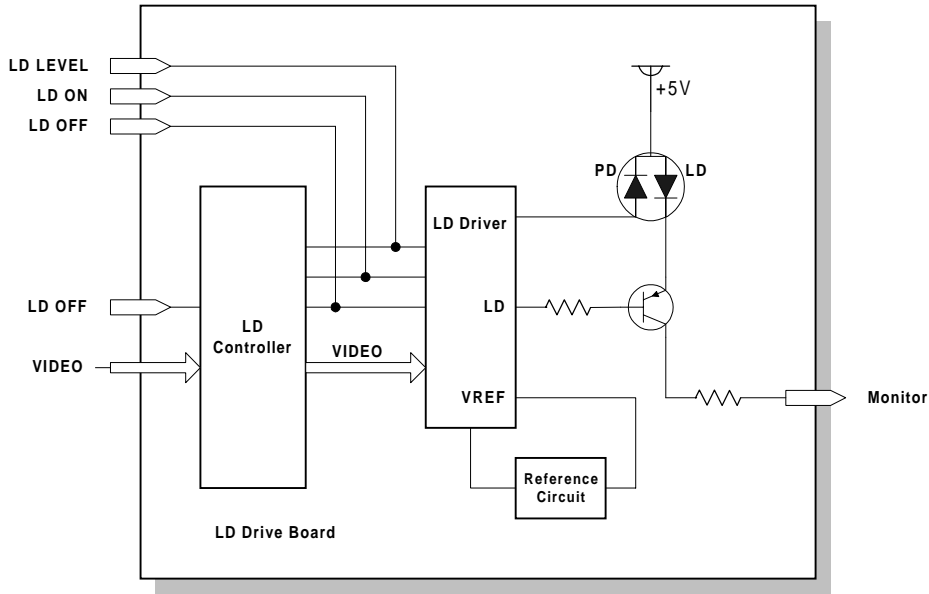 LD LEVEL
LD ON
LD OFF
+5V
PD
LD
LD Driver
LD OFF
LD
LD
Controller
VIDEO
VIDEO
VREF
Monitor
Reference
Circuit
LD Drive Board